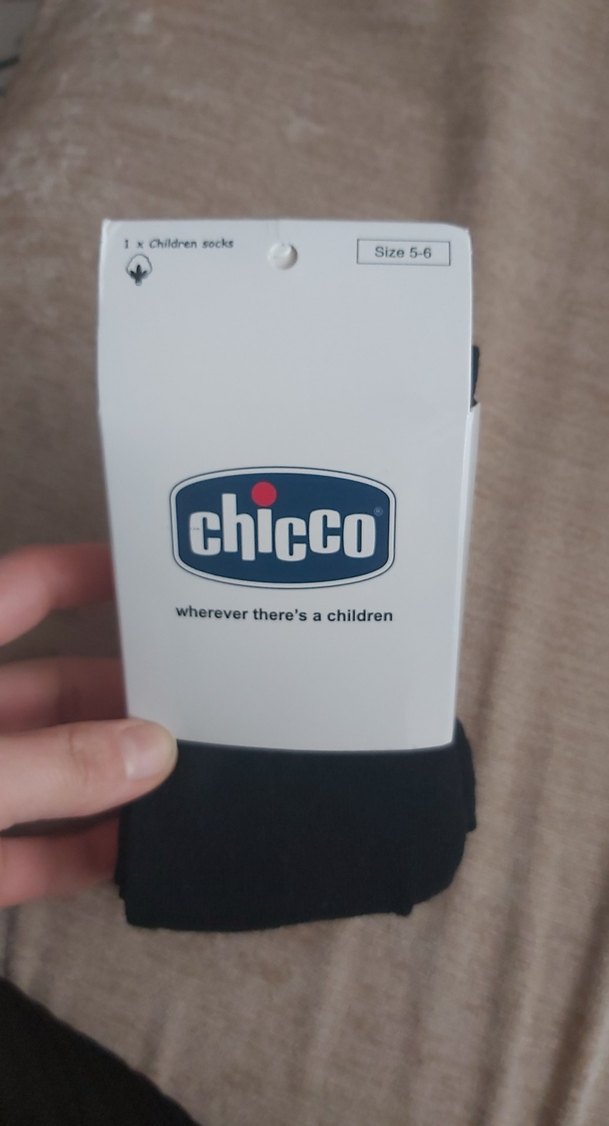 1 x Children socks
Size 5-6
chicco®
wherever there's a children